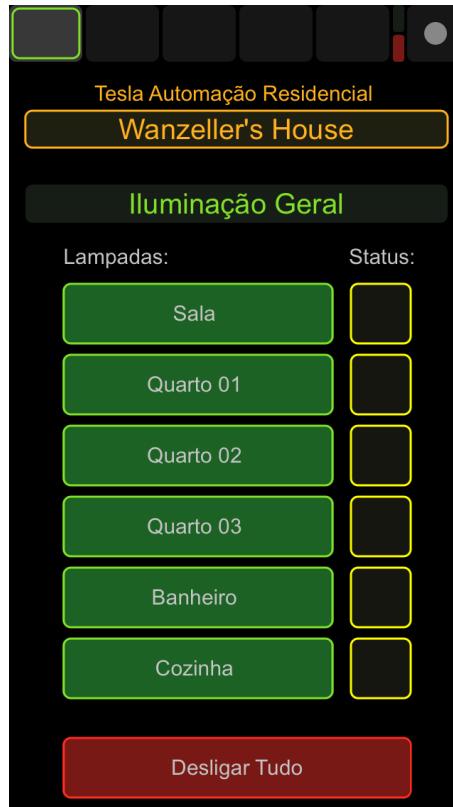 Tesla Automação Residencial
Wanzeller's House
Iluminação Geral
Lampadas: Status:
Sala
Quarto 01
Quarto 02
Quarto 03
Banheiro
Cozinha
Desligar Tudo